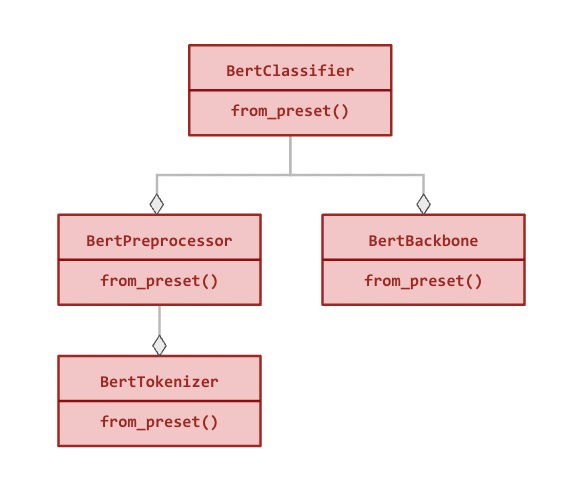 BertClassifier
from_preset()
BertPreprocessor
from_preset()
BertBackbone
from_preset()
BertTokenizer
from_preset()